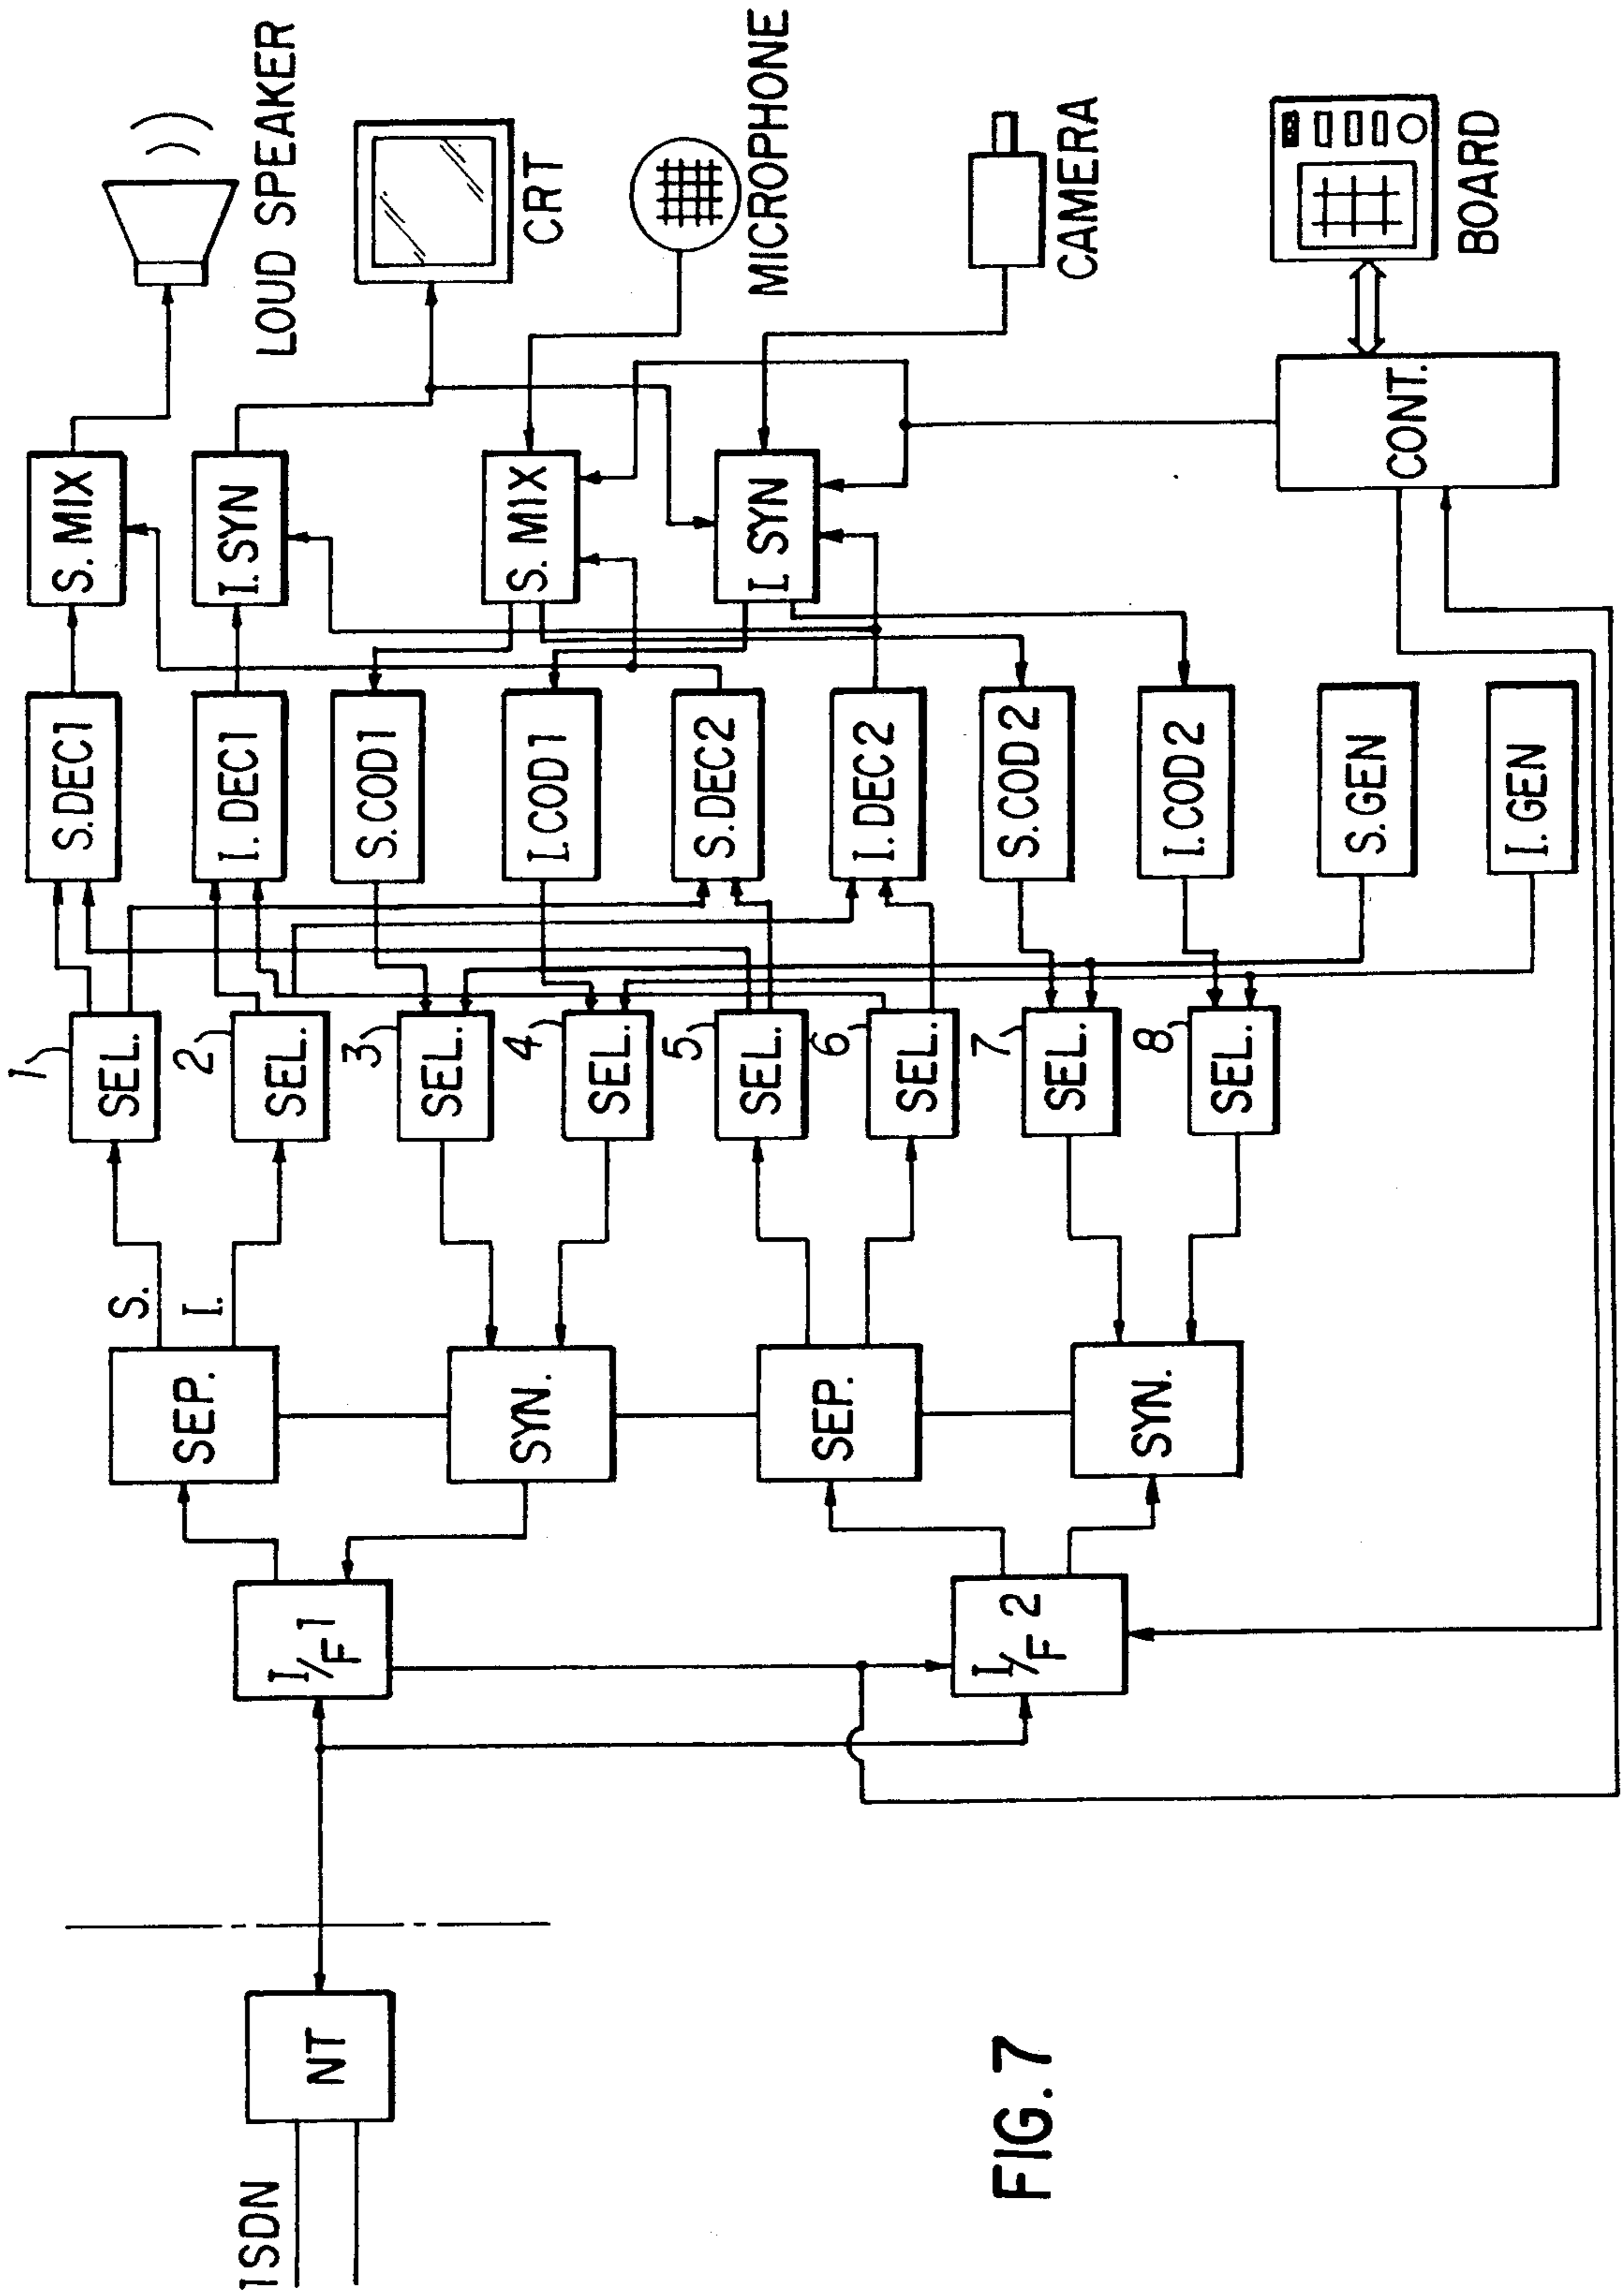 ISDN
NT
I/F 1
I/F 2
SEP.
SYN.
SEP.
SYN.
S.
I.
1
SEL.
2
SEL.
3
SEL.
4
SEL.
5
SEL.
6
SEL.
7
SEL.
8
SEL.
S.DEC1
I.DEC1
S.COD1
I.COD1
S.DEC2
I.DEC2
S.COD2
I.COD2
S.GEN
I.GEN
S.MIX
I.SYN
S.MIX
I.SYN
CONT.
LOUD SPEAKER
CRT
MICROPHONE
CAMERA
BOARD
FIG.7